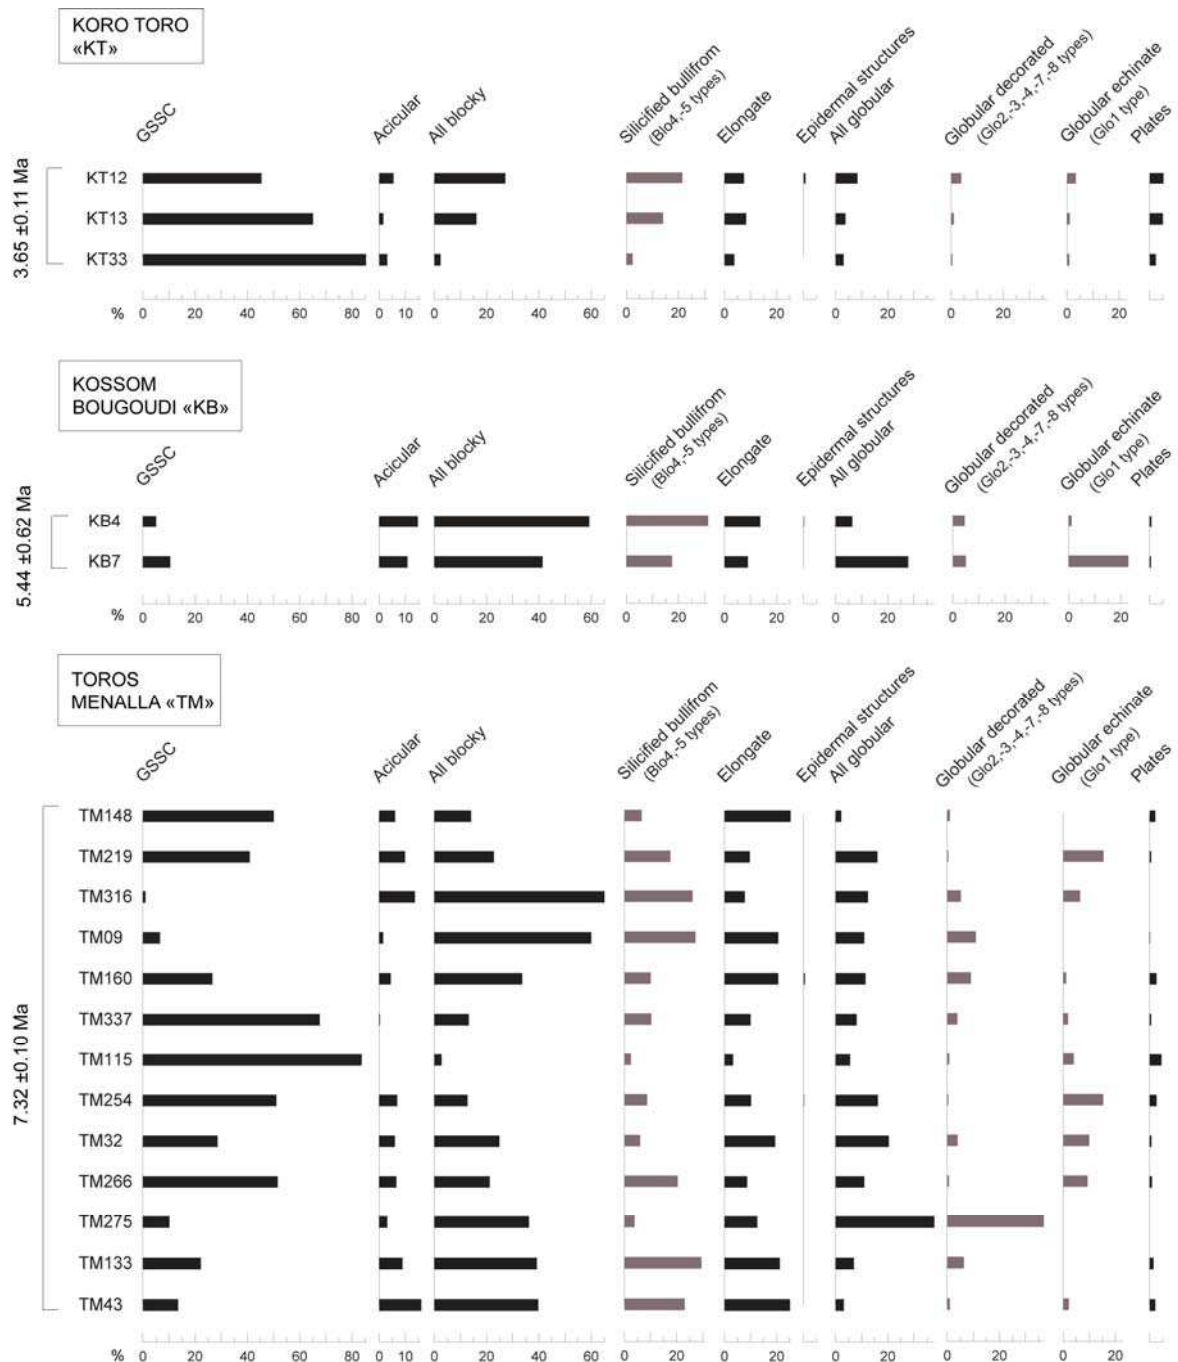 KORO TORO
«KT»
GSSC
Acicular
All blocky
Silicified bullifrom
(Blo4,-5 types)
Elongate
Epidermal structures
All globular
Globular decorated
(Glo2,-3,-4,-7,-8 types)
Globular echinate
(Glo1 type)
Plates
3.65 ±0.11 Ma
KT12
KT13
KT33
% 0 20 40 60 80 0 10 0 20 40 60 0 20 0 20 0 0 20 0 20 0 20 0
KOSSOM
BOUGOUDI «KB»
GSSC
Acicular
All blocky
Silicified bullifrom
(Blo4,-5 types)
Elongate
Epidermal structures
All globular
Globular decorated
(Glo2,-3,-4,-7,-8 types)
Globular echinate
(Glo1 type)
Plates
5.44 ±0.62 Ma
KB4
KB7
% 0 20 40 60 80 0 10 0 20 40 60 0 20 0 20 0 0 20 0 20 0 20 0
TOROS
MENALLA «TM»
GSSC
Acicular
All blocky
Silicified bullifrom
(Blo4,-5 types)
Elongate
Epidermal structures
All globular
Globular decorated
(Glo2,-3,-4,-7,-8 types)
Globular echinate
(Glo1 type)
Plates
7.32 ±0.10 Ma
TM148
TM219
TM316
TM09
TM160
TM337
TM115
TM254
TM32
TM266
TM275
TM133
TM43
% 0 20 40 60 80 0 10 0 20 40 60 0 20 0 20 0 0 20 0 20 0 20 0